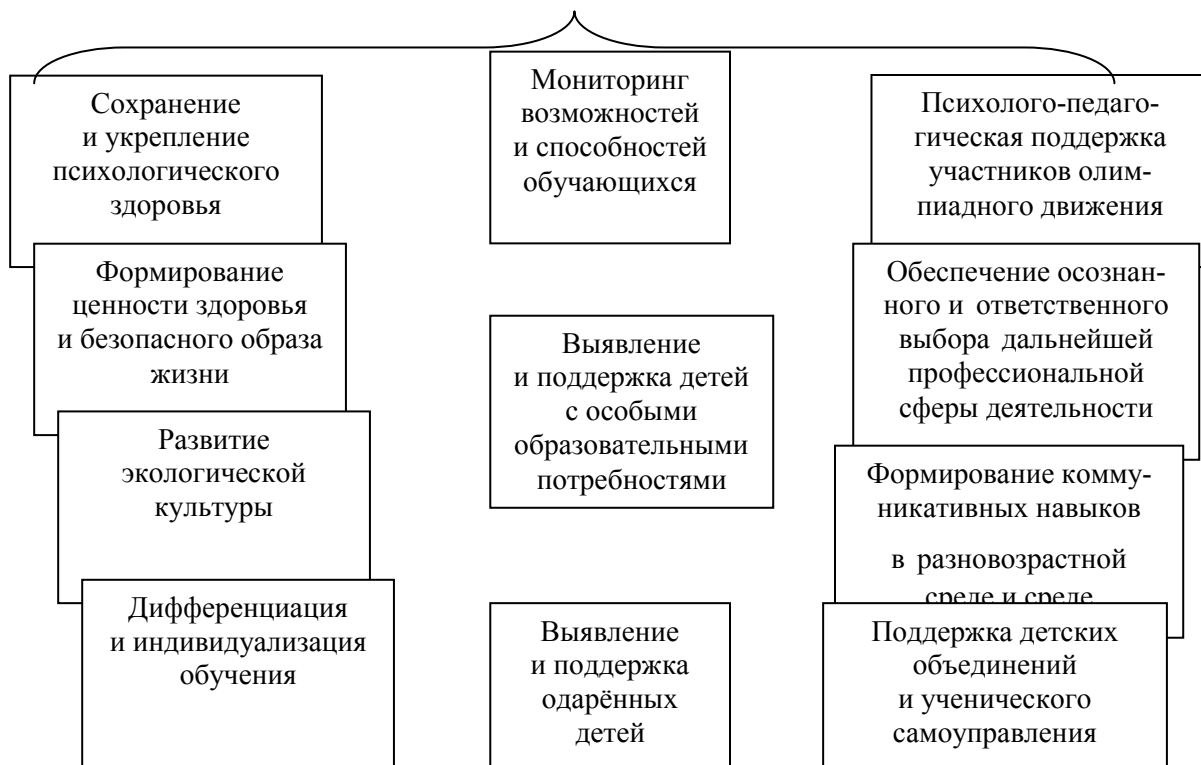 Сохранение
и укрепление
психологического
здоровья
Формирование
ценности здоровья
и безопасного образа
жизни
Развитие
экологической
культуры
Дифференциация
и индивидуализация
обучения
Мониторинг
возможностей
и способностей
обучающихся
Выявление
и поддержка детей
с особыми
образовательными
потребностями
Выявление
и поддержка
одарённых
детей
Психолого-педаго-
гическая поддержка
участников олим-
пиадного движения
Обеспечение осознан-
ного и ответственного
выбора дальнейшей
профессиональной
сферы деятельности
Формирование комму-
никативных навыков
в разновозрастной
среде и среде
Поддержка детских
объединений
и ученического
самоуправления